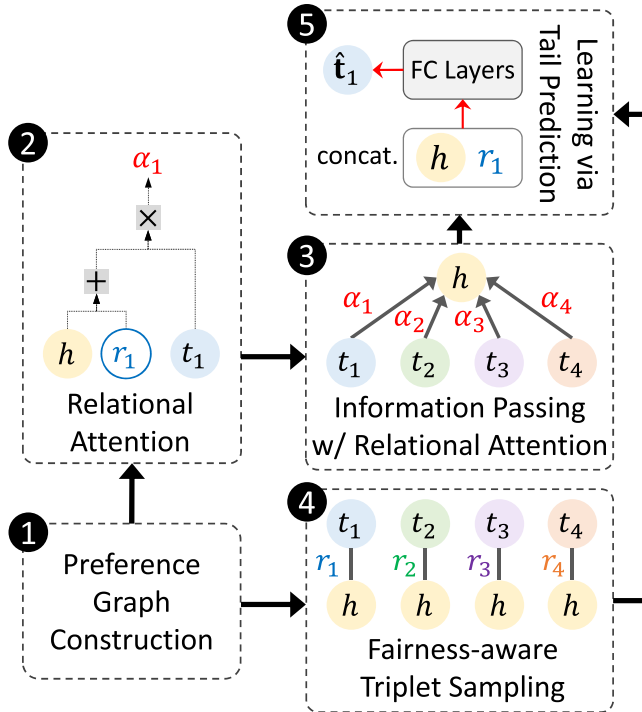 1
Preference
Graph
Construction
2
α₁
×
+
h r₁ t₁
Relational
Attention
3
h
α₁ α₂ α₃ α₄
t₁ t₂ t₃ t₄
Information Passing
w/ Relational Attention
4
t₁ t₂ t₃ t₄
r₁ r₂ r₃ r₄
h h h h
Fairness-aware
Triplet Sampling
5
t̂₁ FC Layers
concat. h r₁
Learning via
Tail Prediction